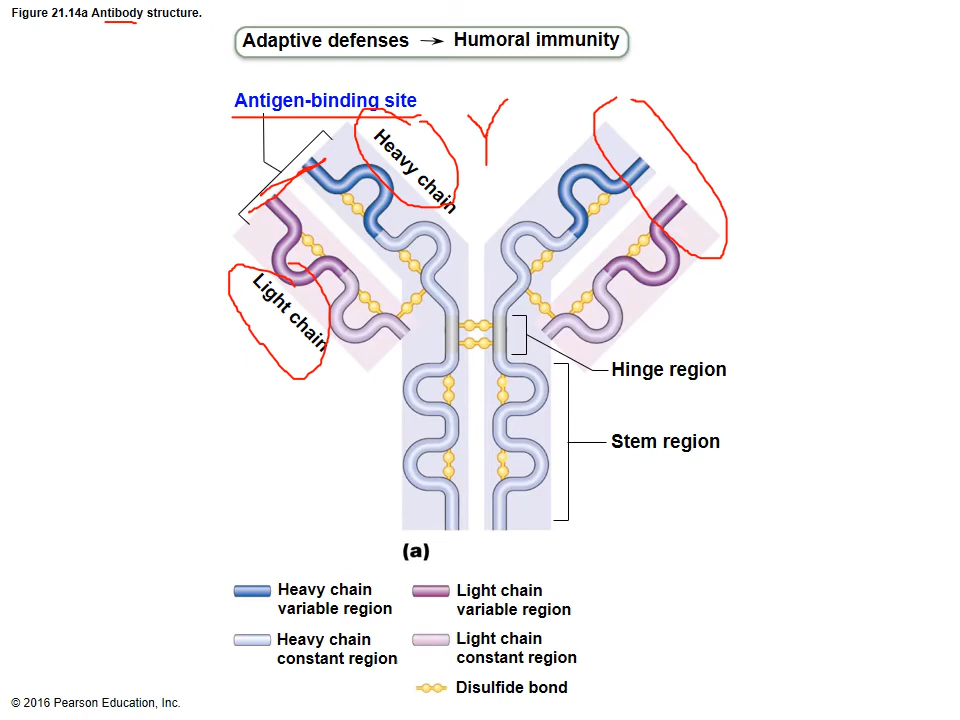 Figure 21.14a Antibody structure.
Adaptive defenses → Humoral immunity
Antigen-binding site
Heavy chain
Light chain
Hinge region
Stem region
(a)
Heavy chain
variable region
Light chain
variable region
Heavy chain
constant region
Light chain
constant region
Disulfide bond
© 2016 Pearson Education, Inc.